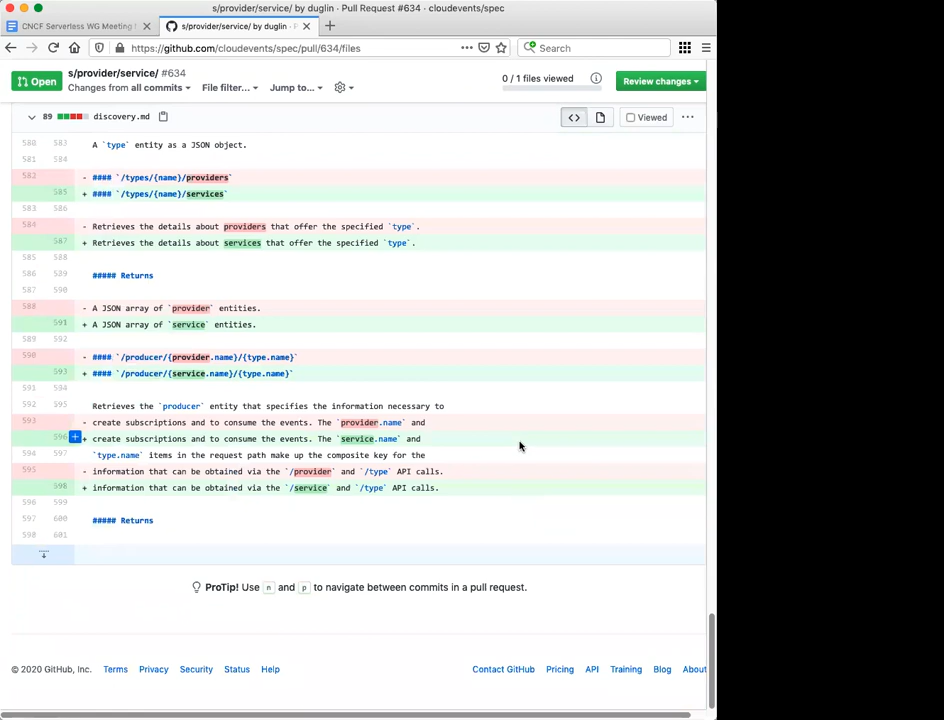 s/provider/service/ by duglin · Pull Request #634 · cloudevents/spec
CNCF Serverless WG Meeting
s/provider/service/ by duglin · P
https://github.com/cloudevents/spec/pull/634/files
Search
Open
s/provider/service/ #634
Changes from all commits
File filter...
Jump to...
0 / 1 files viewed
Review changes
89 discovery.md
Viewed
580 583 A `type` entity as a JSON object.
581 584
582 - #### `/types/{name}/providers`
585 + #### `/types/{name}/services`
583 586
584 - Retrieves the details about providers that offer the specified `type`.
587 + Retrieves the details about services that offer the specified `type`.
585 588
586 589 ##### Returns
587 590
588 - A JSON array of `provider` entities.
591 + A JSON array of `service` entities.
589 592
590 - #### `/producer/{provider.name}/{type.name}`
593 + #### `/producer/{service.name}/{type.name}`
591 594
592 595 Retrieves the `producer` entity that specifies the information necessary to
593 - create subscriptions and to consume the events. The `provider.name` and
596 + create subscriptions and to consume the events. The `service.name` and
594 597 `type.name` items in the request path make up the composite key for the
595 - information that can be obtained via the `/provider` and `/type` API calls.
598 + information that can be obtained via the `/service` and `/type` API calls.
596 599
597 600 ##### Returns
598 601
ProTip! Use n and p to navigate between commits in a pull request.
© 2020 GitHub, Inc. Terms Privacy Security Status Help Contact GitHub Pricing API Training Blog About